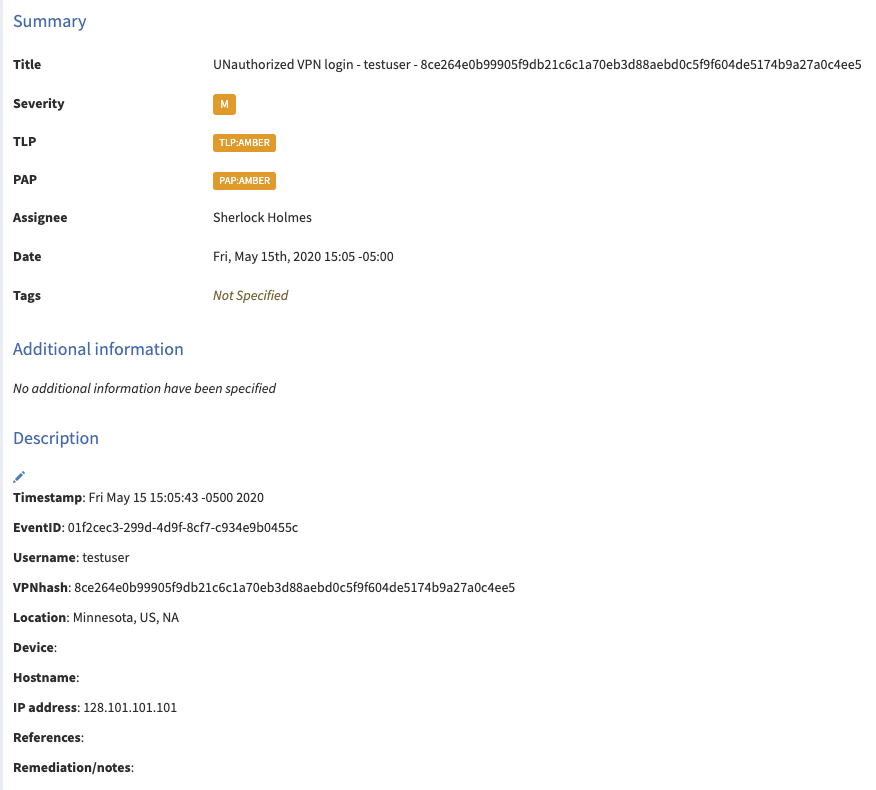 Summary
Title UNauthorized VPN login - testuser - 8ce264e0b99905f9db21c6c1a70eb3d88aebd0c5f9f604de5174b9a27a0c4ee5
Severity M
TLP TLP:AMBER
PAP PAP:AMBER
Assignee Sherlock Holmes
Date Fri, May 15th, 2020 15:05 -05:00
Tags Not Specified
Additional information
No additional information have been specified
Description
Timestamp: Fri May 15 15:05:43 -0500 2020
EventID: 01f2cec3-299d-4d9f-8cf7-c934e9b0455c
Username: testuser
VPNhash: 8ce264e0b99905f9db21c6c1a70eb3d88aebd0c5f9f604de5174b9a27a0c4ee5
Location: Minnesota, US, NA
Device:
Hostname:
IP address: 128.101.101.101
References:
Remediation/notes: